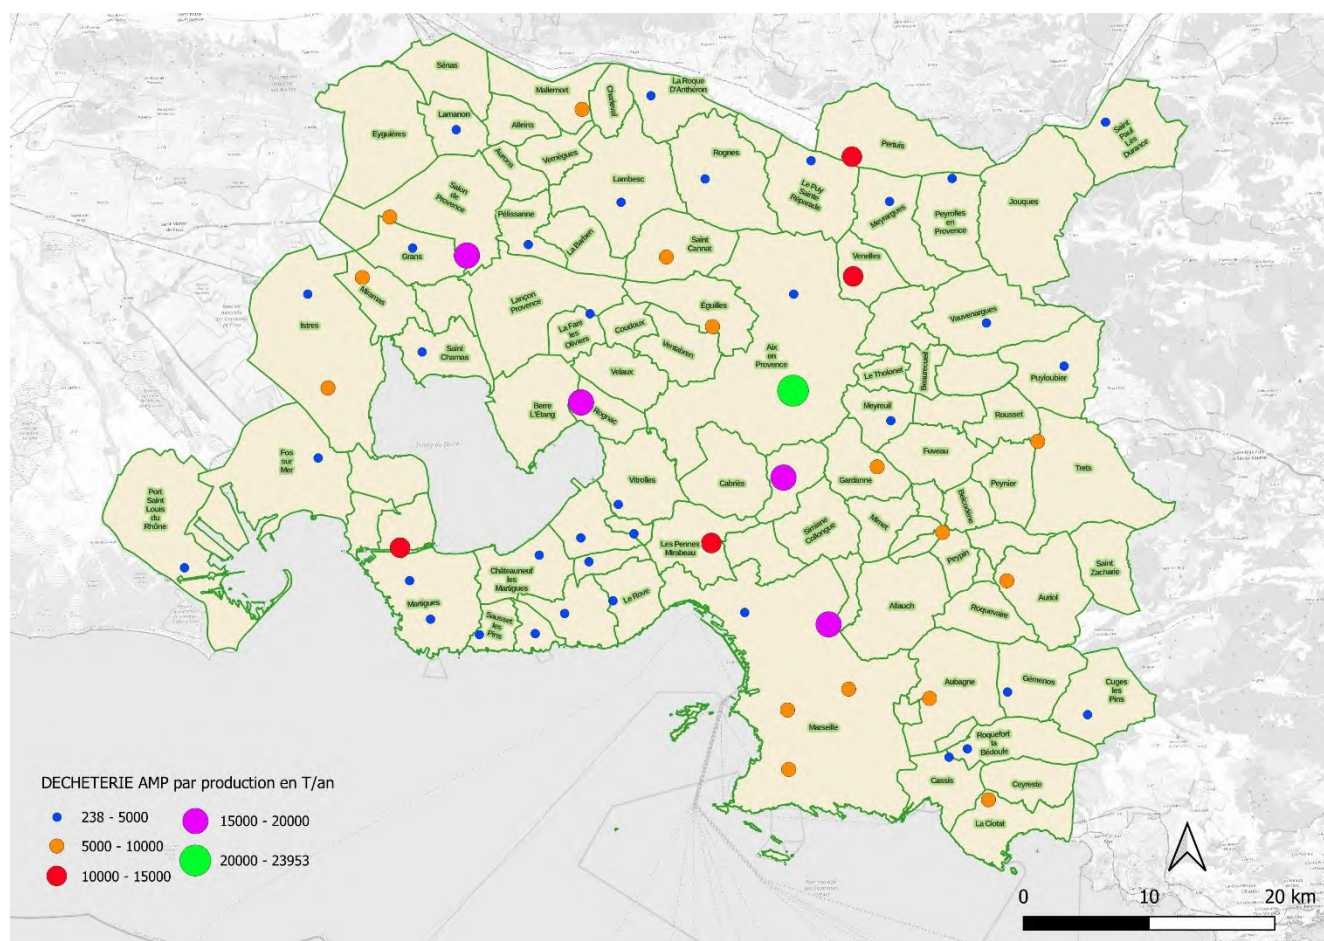 Sénas
Mallemort
Charleval
La Roque
D'Anthéron
Lamanon
Alleins
Eyguières
Aurons
Vernègues
Pertuis
Saint
Paul
Lès
Durance
Rognes
Lambesc
Le Puy
Sainte
Réparade
Salon
de
Provence
Pélissanne
La Barben
Meyrargues
Peyrolles
en
Provence
Jouques
Saint
Cannat
Venelles
Grans
Miramas
Lançon
Provence
Éguilles
Istres
La Fare
les
Oliviers
Coudoux
Ventabren
Vauvenargues
Saint
Chamas
Aix
en
Provence
Velaux
Le Tholonet
Beaurecueil
Puyloubier
Berre
L'Étang
Rognac
Meyreuil
Rousset
Etang de Berre
Fos
sur
Mer
Fuveau
Trets
Vitrolles
Cabriès
Gardanne
Peynier
Belcodène
Port
Saint
Louis
du
Rhône
Simiane
Collongue
Mimet
Les Pennes
Mirabeau
Peypin
Saint
Zacharie
Châteauneuf
les
Martigues
Martigues
Le Rove
Allauch
Auriol
Roquevaire
Sausset
les
Pins
Aubagne
Gémenos
Cuges
les
Pins
Marseille
Roquefort
la
Bédoule
Cassis
Ceyreste
La Ciotat
DECHETERIE AMP par production en T/an
238 - 5000
5000 - 10000
10000 - 15000
15000 - 20000
20000 - 23953
0 10 20 km